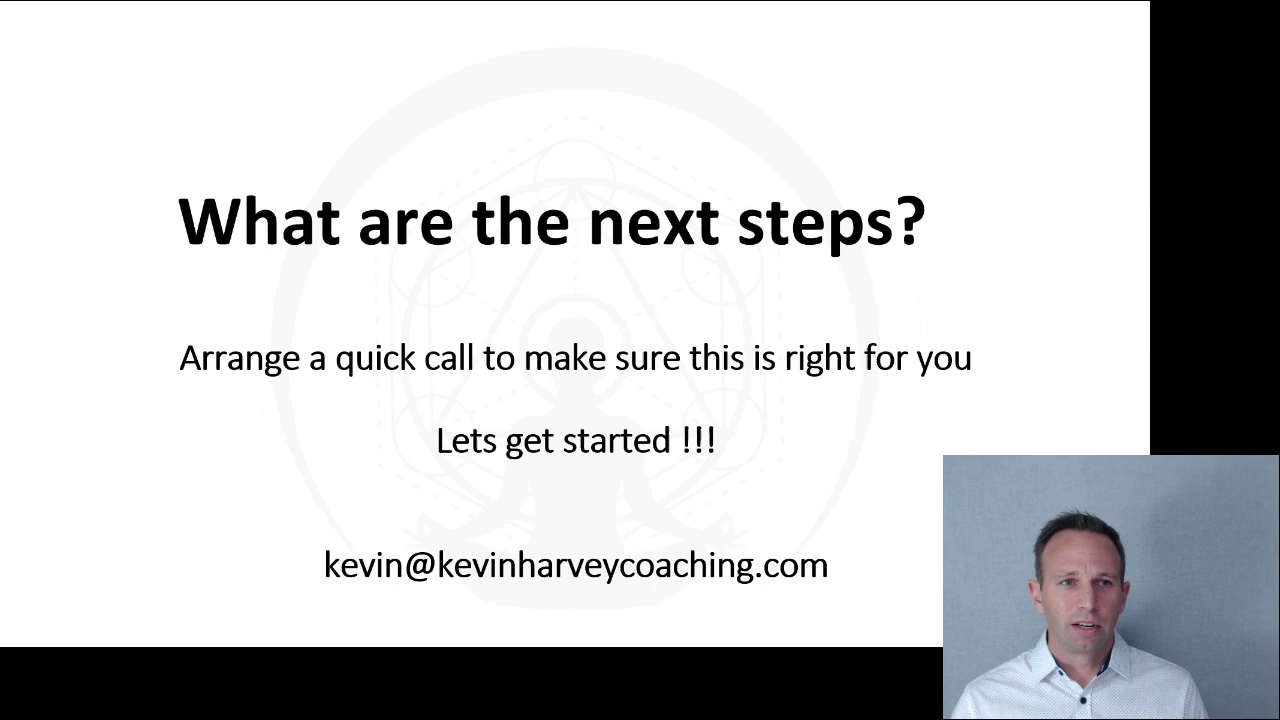 What are the next steps?
Arrange a quick call to make sure this is right for you
Lets get started !!!
kevin@kevinharveycoaching.com